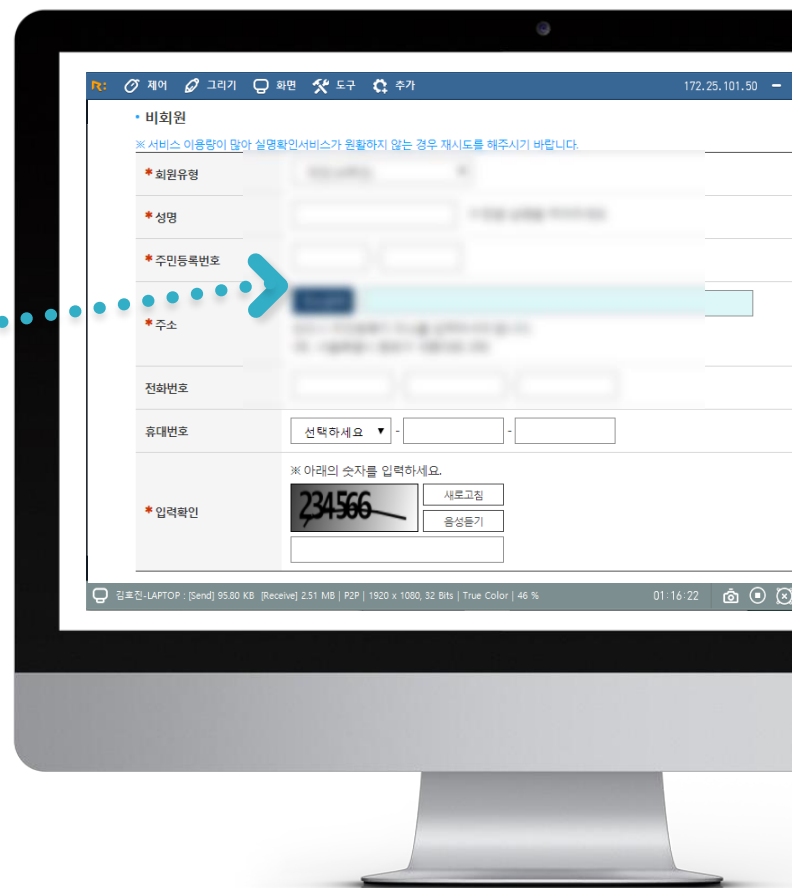 제어 그리기 화면 도구 추가 172.25.101.50
• 비회원
※ 서비스 이용량이 많아 실명확인서비스가 원활하지 않는 경우 재시도를 해주시기 바랍니다.
* 회원유형
* 성명
* 주민등록번호
* 주소
전화번호
휴대번호 선택하세요 ▼ - -
※ 아래의 숫자를 입력하세요.
234566 새로고침
* 입력확인 음성듣기
김호진-LAPTOP : [Send] 95.80 KB [Receive] 2.51 MB | P2P | 1920 x 1080, 32 Bits | True Color | 46 % 01:16:22